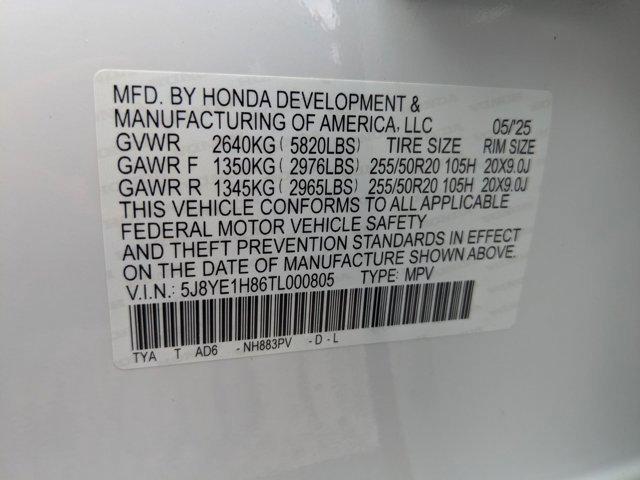 MFD. BY HONDA DEVELOPMENT &
MANUFACTURING OF AMERICA, LLC 05/'25
GVWR 2640KG ( 5820LBS) TIRE SIZE RIM SIZE
GAWR F 1350KG ( 2976LBS) 255/50R20 105H 20X9.0J
GAWR R 1345KG ( 2965LBS) 255/50R20 105H 20X9.0J
THIS VEHICLE CONFORMS TO ALL APPLICABLE
FEDERAL MOTOR VEHICLE SAFETY
AND THEFT PREVENTION STANDARDS IN EFFECT
ON THE DATE OF MANUFACTURE SHOWN ABOVE.
V.I.N.: 5J8YE1H86TL000805 TYPE: MPV
TYA T AD6 -NH883PV -D-L